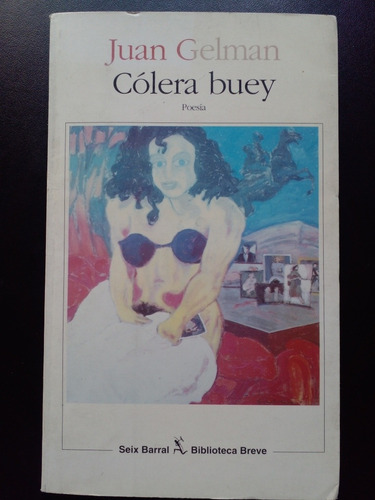 Juan Gelman
Cólera buey
Poesía
Seix Barral Biblioteca Breve